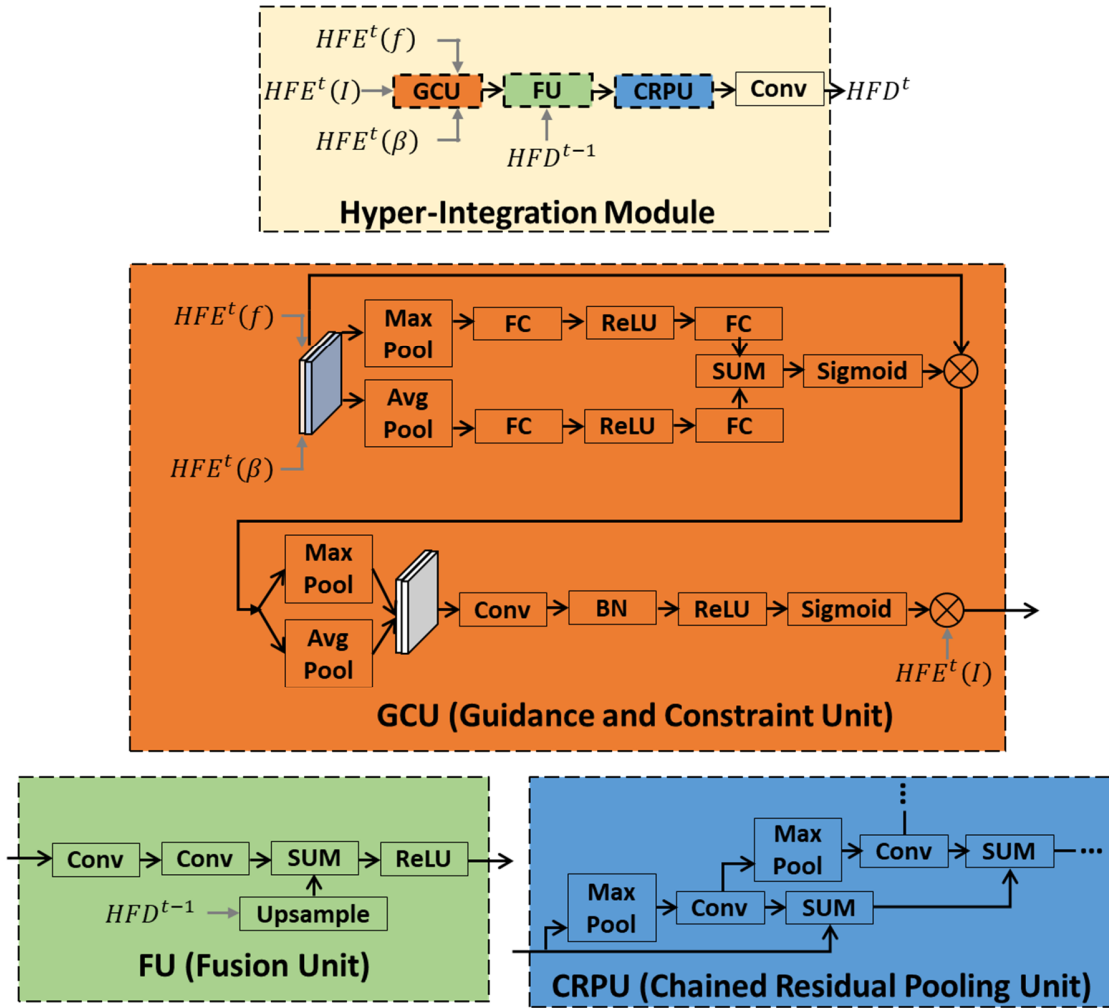 HFE^t(f)
HFE^t(I)
GCU
FU
CRPU
Conv
HFD^t
HFE^t(β)
HFD^{t−1}
Hyper-Integration Module
HFE^t(f)
Max
Pool
FC
ReLU
FC
SUM
Sigmoid
Avg
Pool
FC
ReLU
FC
HFE^t(β)
Max
Pool
Avg
Pool
Conv
BN
ReLU
Sigmoid
HFE^t(I)
GCU (Guidance and Constraint Unit)
Conv
Conv
SUM
ReLU
HFD^{t−1}
Upsample
FU (Fusion Unit)
Max
Pool
Conv
SUM
...
Max
Pool
Conv
SUM
...
CRPU (Chained Residual Pooling Unit)